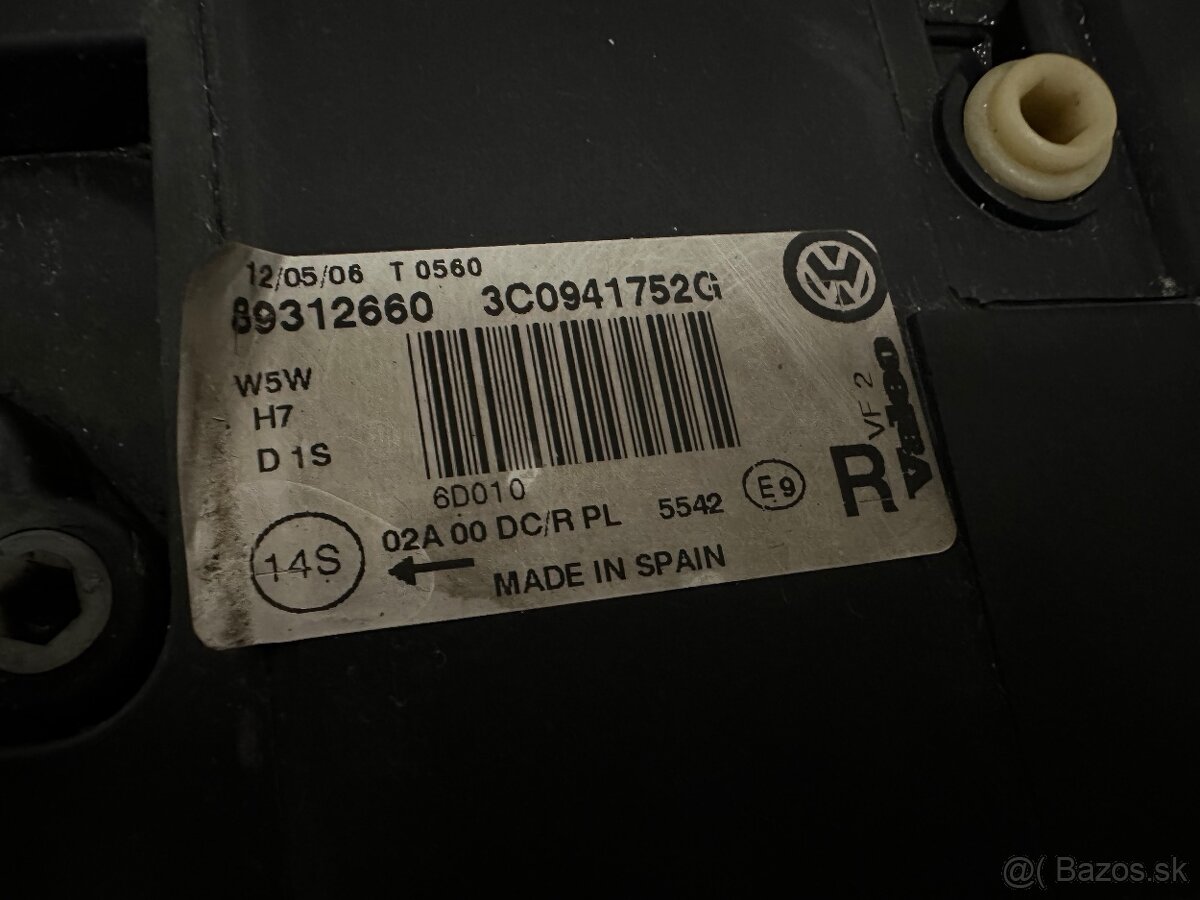 12/05/06 T 0560
89312660 3C0941752G
W5W
H7
D1S
6D010
02A 00 DC/R PL 5542 E9
14S
MADE IN SPAIN
R
VF 2
Valeo
@( Bazos.sk